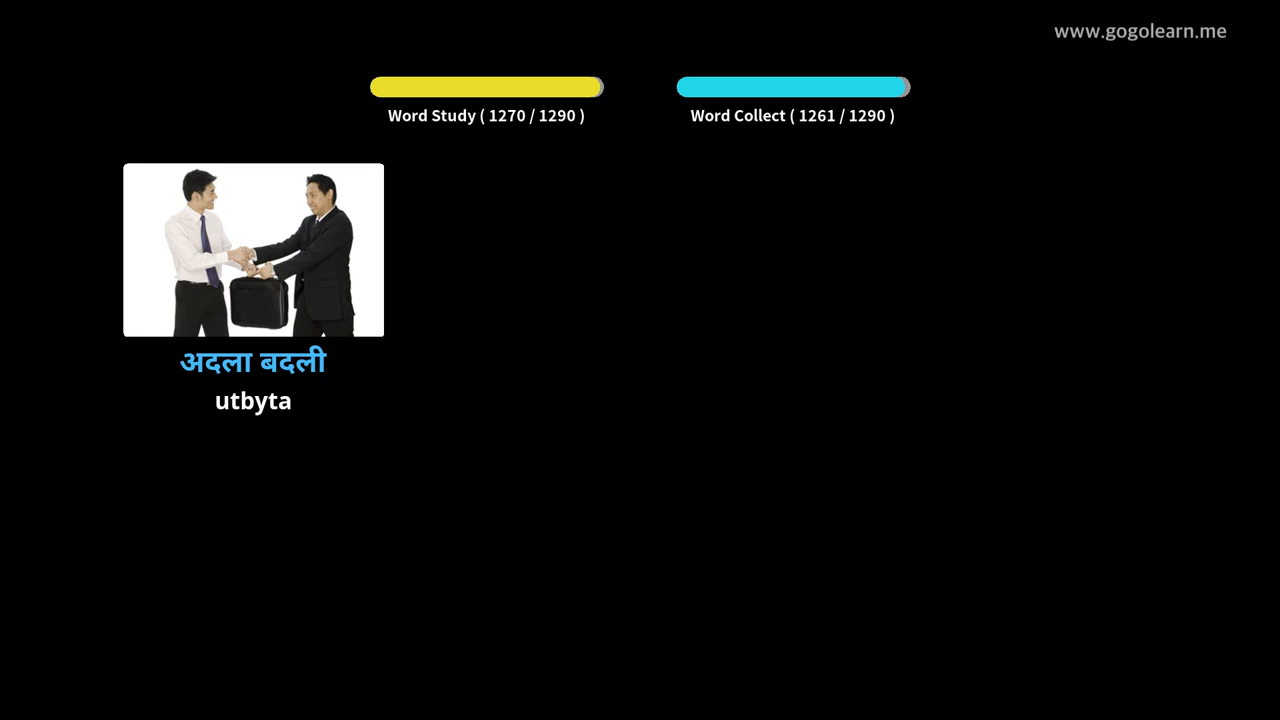 www.gogolearn.me
Word Study ( 1270 / 1290 )
Word Collect ( 1261 / 1290 )
अदला बदली
utbyta